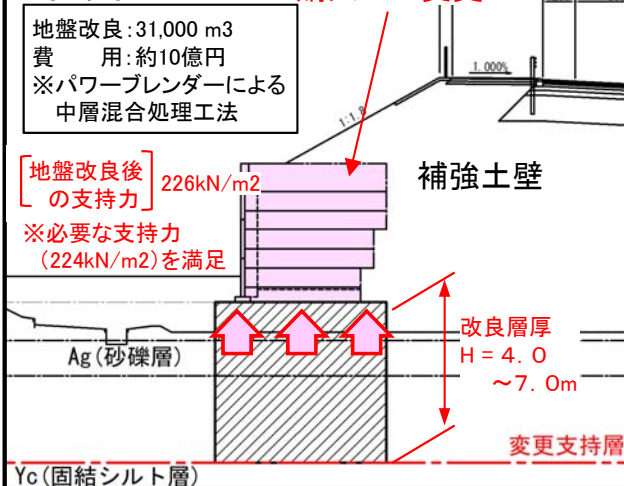 地盤改良:31,000 m3
費　　用:約10億円
※パワーブレンダーによる
中層混合処理工法
1.000%
1:1.8
地盤改良後
の支持力
226kN/m2
※必要な支持力
(224kN/m2)を満足
補強土壁
改良層厚
H=4.0
～7.0m
Ag(砂礫層)
変更支持層
Yc(固結シルト層)